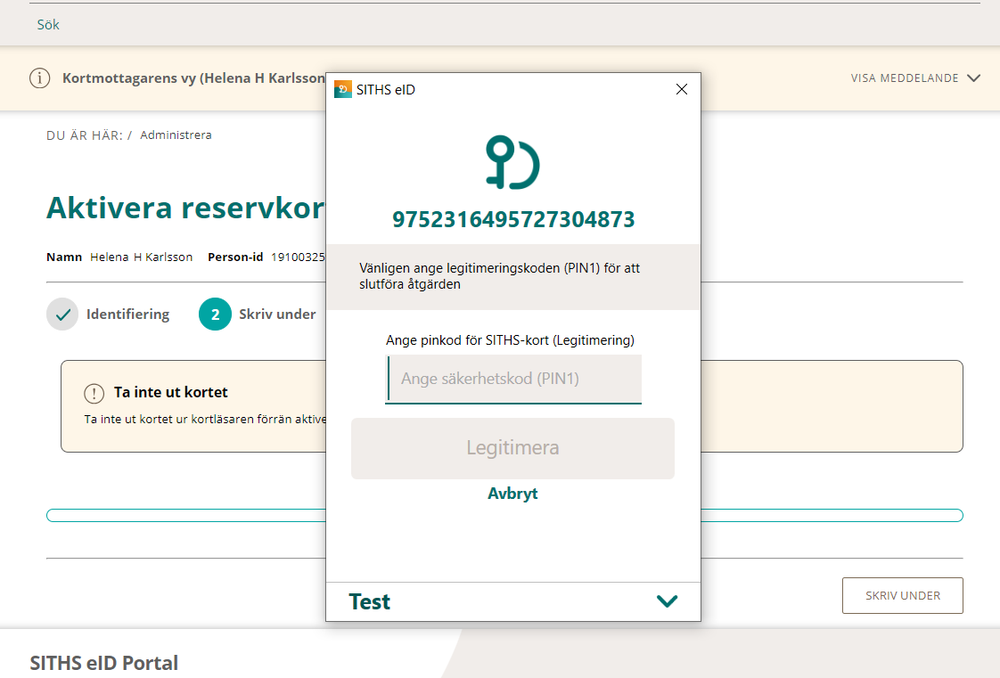 Sök
Kortmottagarens vy (Helena H Karlsson
VISA MEDDELANDE
DU ÄR HÄR: / Administrera
Aktivera reservkor
Namn Helena H Karlsson Person-id 19100325
Identifiering 2 Skriv under
Ta inte ut kortet
Ta inte ut kortet ur kortläsaren förrän aktive
SITHS eID
9752316495727304873
Vänligen ange legitimeringskoden (PIN1) för att
slutföra åtgärden
Ange pinkod för SITHS-kort (Legitimering)
Ange säkerhetskod (PIN1)
Legitimera
Avbryt
Test
SKRIV UNDER
SITHS eID Portal